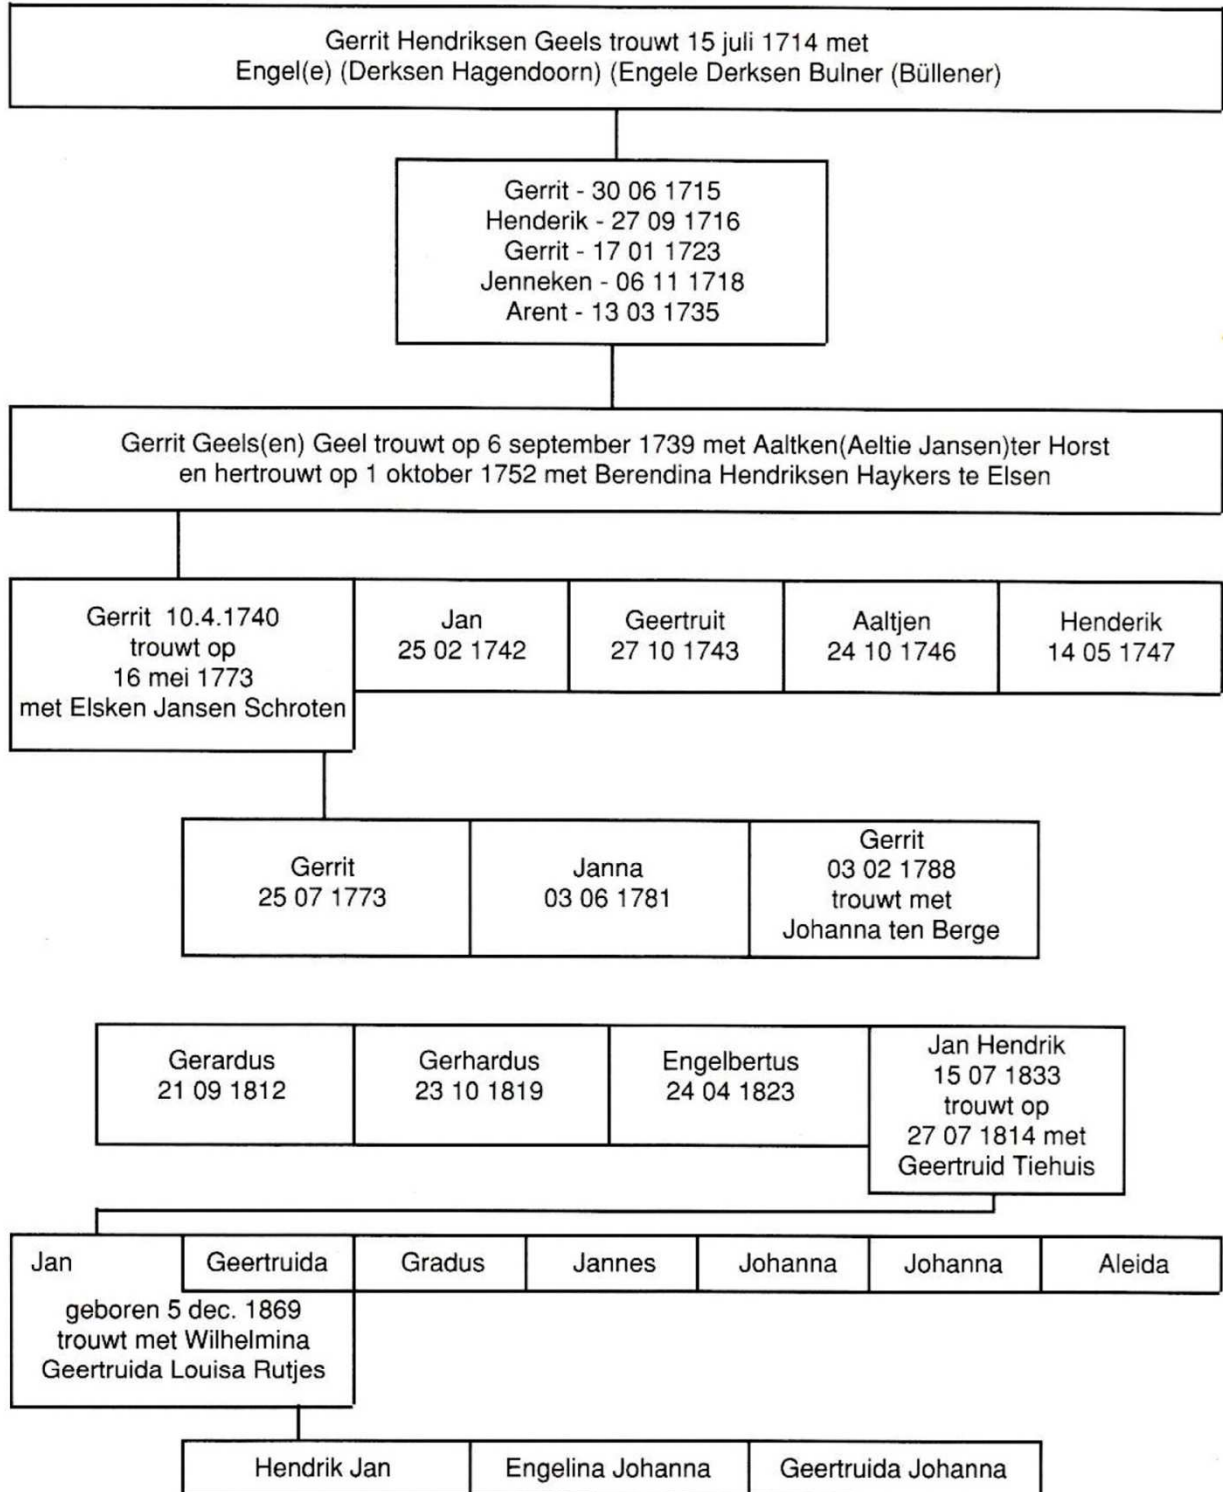 Gerrit Hendriksen Geels trouwt 15 juli 1714 met
Engel(e) (Derksen Hagendoorn) (Engele Derksen Bulner (Büllener)
Gerrit - 30 06 1715
Henderik - 27 09 1716
Gerrit - 17 01 1723
Jenneken - 06 11 1718
Arent - 13 03 1735
Gerrit Geels(en) Geel trouwt op 6 september 1739 met Aaltken(Aeltie Jansen)ter Horst
en hertrouwt op 1 oktober 1752 met Berendina Hendriksen Haykers te Elsen
Gerrit 10.4.1740
trouwt op
16 mei 1773
met Elsken Jansen Schroten
Jan
25 02 1742
Geertruit
27 10 1743
Aaltjen
24 10 1746
Henderik
14 05 1747
Gerrit
25 07 1773
Janna
03 06 1781
Gerrit
03 02 1788
trouwt met
Johanna ten Berge
Gerardus
21 09 1812
Gerhardus
23 10 1819
Engelbertus
24 04 1823
Jan Hendrik
15 07 1833
trouwt op
27 07 1814 met
Geertruid Tiehuis
Jan
geboren 5 dec. 1869
trouwt met Wilhelmina
Geertruida Louisa Rutjes
Geertruida
Gradus
Jannes
Johanna
Johanna
Aleida
Hendrik Jan
Engelina Johanna
Geertruida Johanna